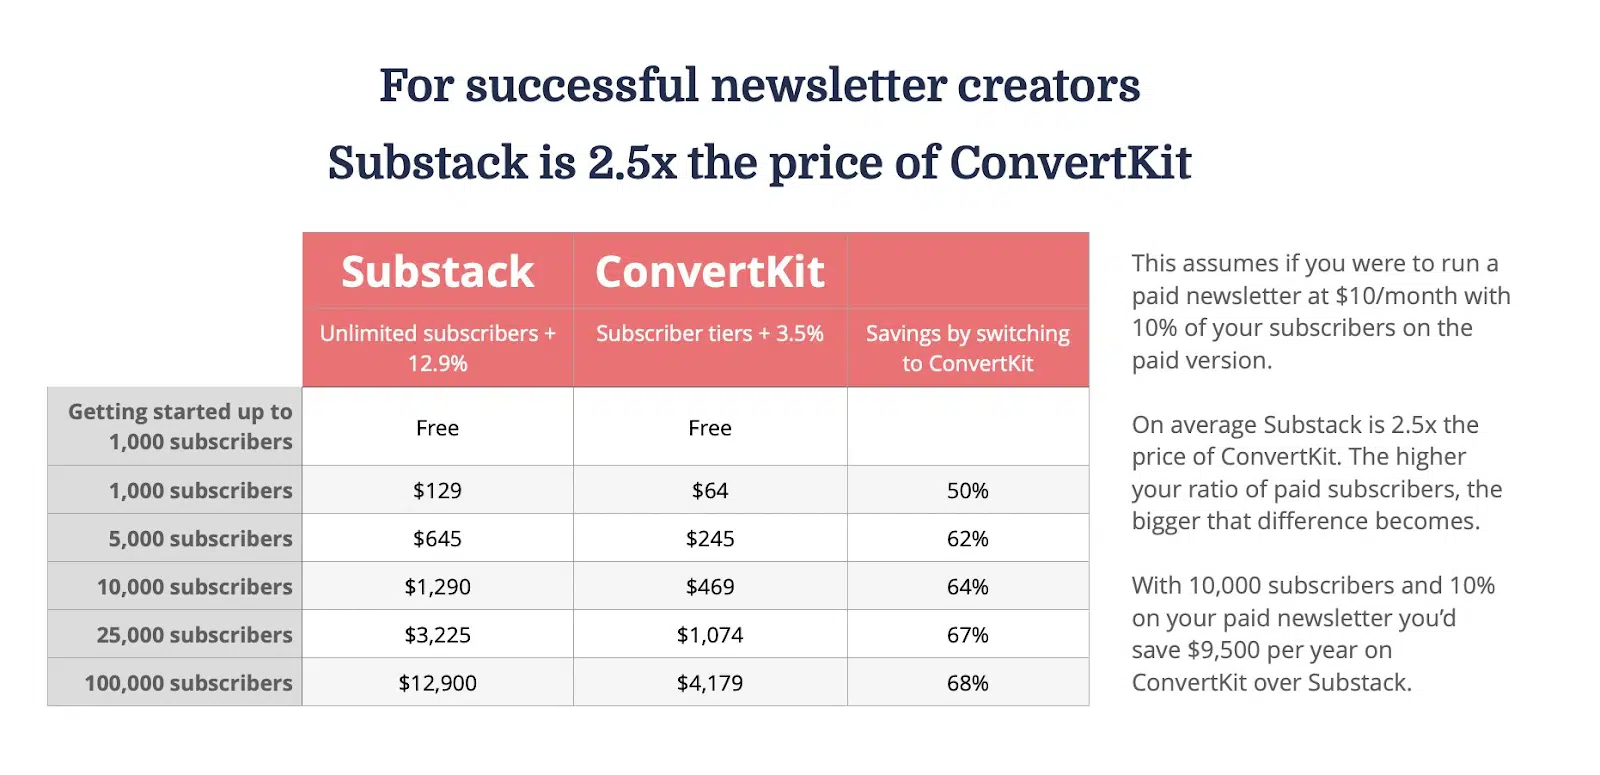 For successful newsletter creators
Substack is 2.5x the price of ConvertKit
Substack ConvertKit
Unlimited subscribers + 12.9% Subscriber tiers + 3.5% Savings by switching to ConvertKit
Getting started up to 1,000 subscribers Free Free
1,000 subscribers $129 $64 50%
5,000 subscribers $645 $245 62%
10,000 subscribers $1,290 $469 64%
25,000 subscribers $3,225 $1,074 67%
100,000 subscribers $12,900 $4,179 68%
This assumes if you were to run a
paid newsletter at $10/month with
10% of your subscribers on the
paid version.
On average Substack is 2.5x the
price of ConvertKit. The higher
your ratio of paid subscribers, the
bigger that difference becomes.
With 10,000 subscribers and 10%
on your paid newsletter you’d
save $9,500 per year on
ConvertKit over Substack.